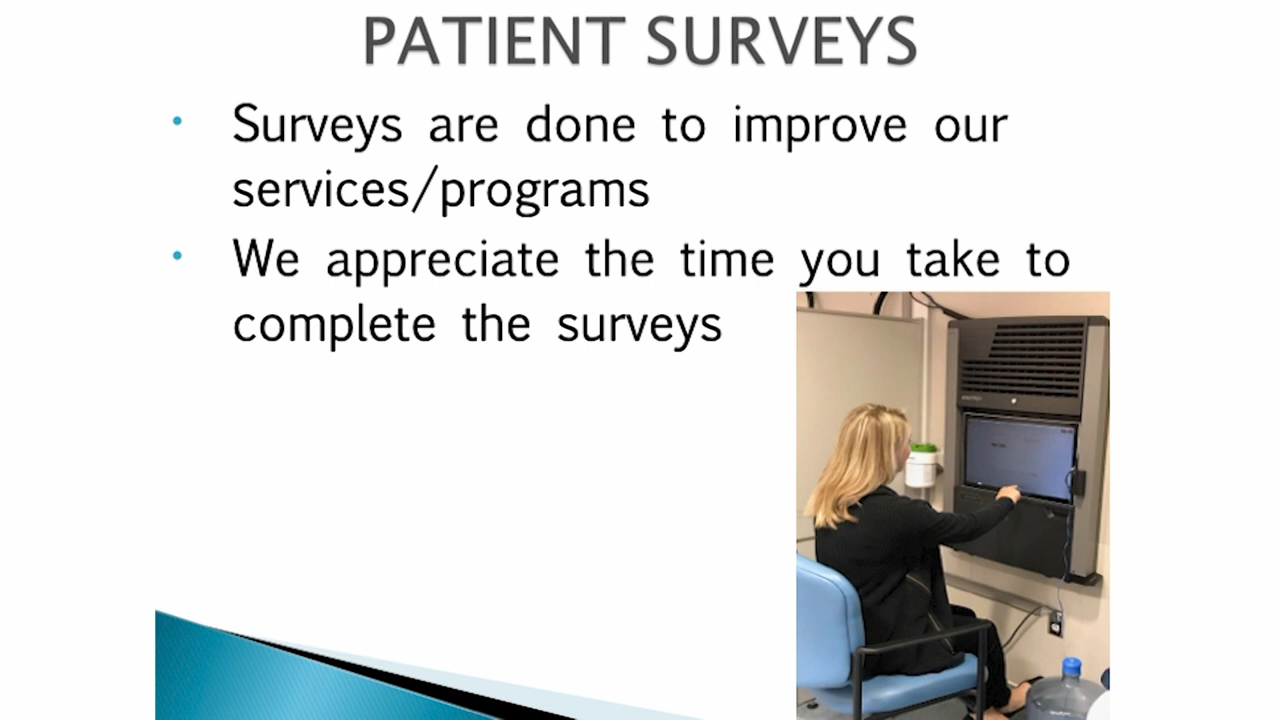 PATIENT SURVEYS
• Surveys are done to improve our
services/programs
• We appreciate the time you take to
complete the surveys